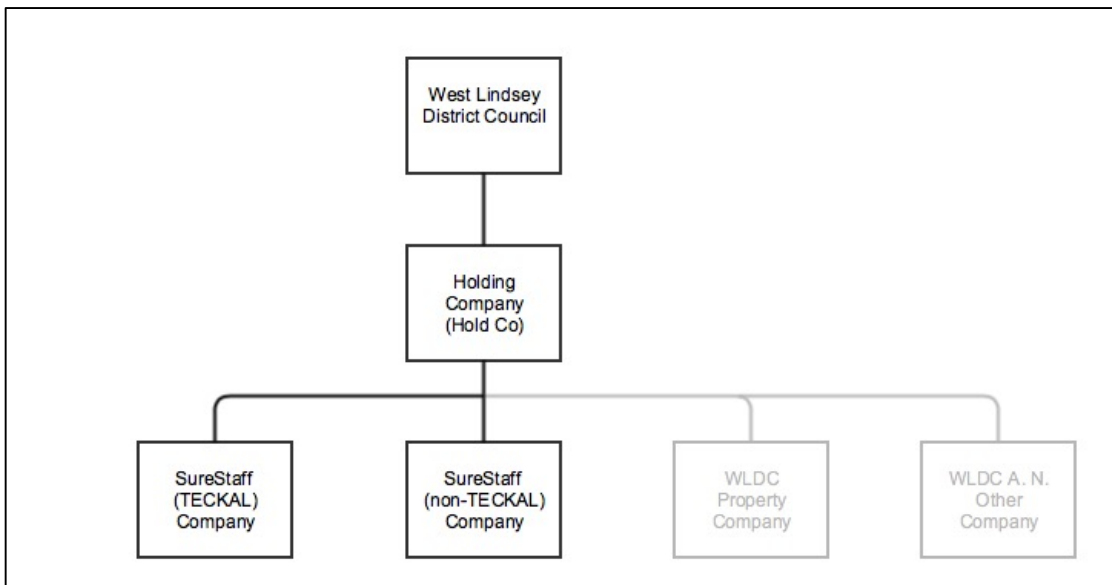 West Lindsey
District Council
Holding
Company
(Hold Co)
SureStaff
(TECKAL)
Company
SureStaff
(non-TECKAL)
Company
WLDC
Property
Company
WLDC A. N.
Other
Company